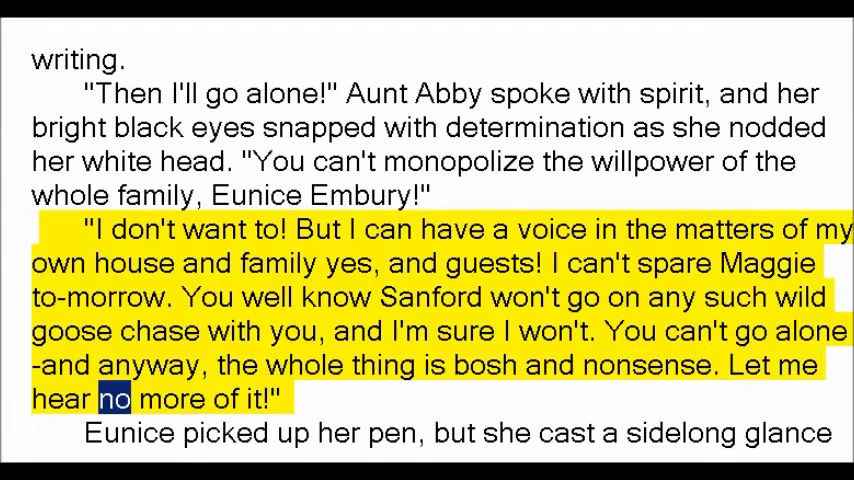 writing.
"Then I'll go alone!" Aunt Abby spoke with spirit, and her
bright black eyes snapped with determination as she nodded
her white head. "You can't monopolize the willpower of the
whole family, Eunice Embury!"
"I don't want to! But I can have a voice in the matters of my
own house and family yes, and guests! I can't spare Maggie
to-morrow. You well know Sanford won't go on any such wild
goose chase with you, and I'm sure I won't. You can't go alone
-and anyway, the whole thing is bosh and nonsense. Let me
hear no more of it!"
Eunice picked up her pen, but she cast a sidelong glance